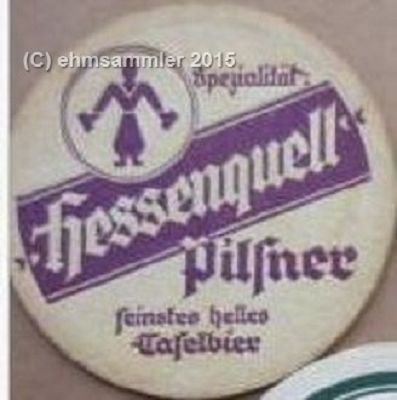 (C) ehmsammler 2015
Spezialität:
Hessenquell
Pilsner
feinstes helles
Tafelbier